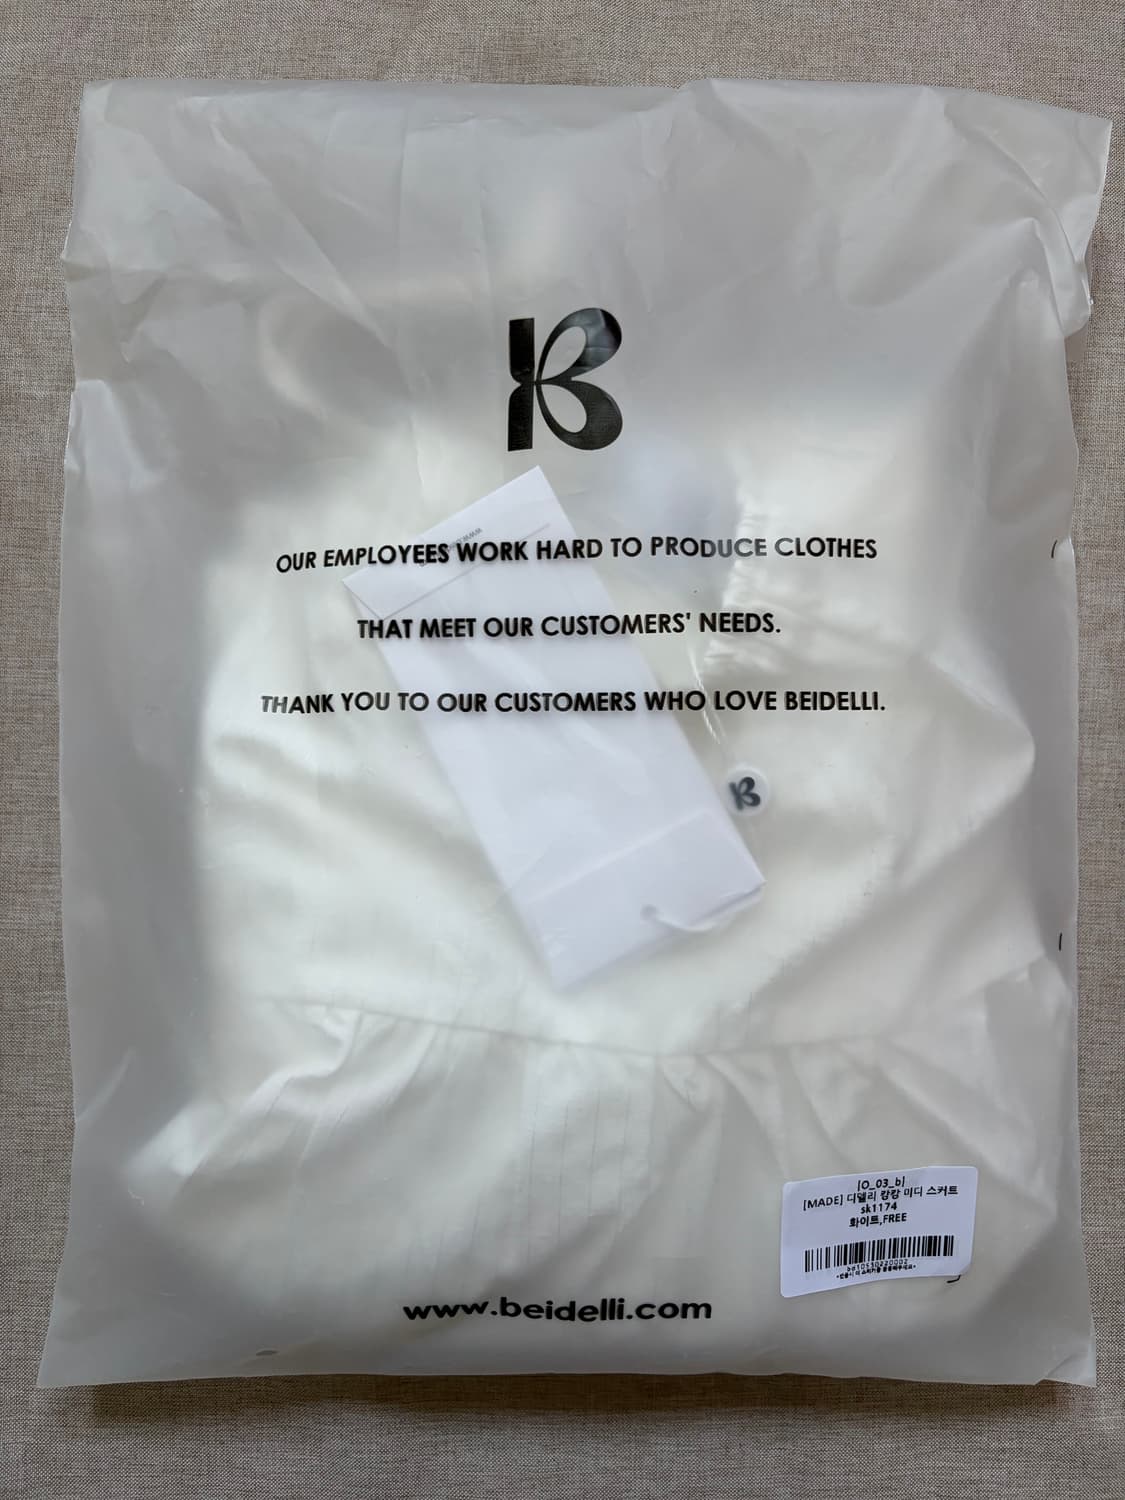 B
OUR EMPLOYEES WORK HARD TO PRODUCE CLOTHES
THAT MEET OUR CUSTOMERS' NEEDS.
THANK YOU TO OUR CUSTOMERS WHO LOVE BEIDELLI.
B
[O_03_b]
[MADE] 디델리 캉캉 미디 스커트
sk1174
화이트,FREE
www.beidelli.com